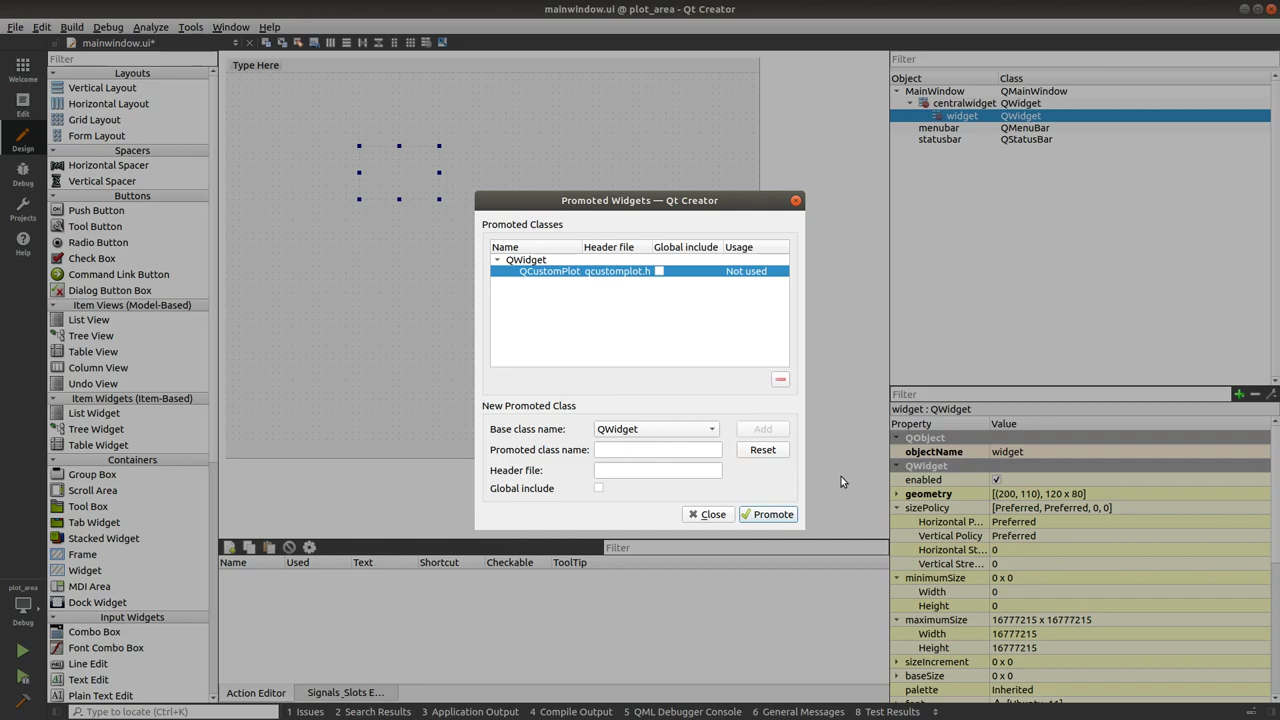 mainwindow.ui @ plot_area - Qt Creator
File Edit Build Debug Analyze Tools Window Help
mainwindow.ui*
Welcome
Edit
Design
Debug
Projects
Help
plot_area
Debug
Filter
Layouts
Vertical Layout
Horizontal Layout
Grid Layout
Form Layout
Spacers
Horizontal Spacer
Vertical Spacer
Buttons
Push Button
Tool Button
Radio Button
Check Box
Command Link Button
Dialog Button Box
Item Views (Model-Based)
List View
Tree View
Table View
Column View
Undo View
Item Widgets (Item-Based)
List Widget
Tree Widget
Table Widget
Containers
Group Box
Scroll Area
Tool Box
Tab Widget
Stacked Widget
Frame
Widget
MDI Area
Dock Widget
Input Widgets
Combo Box
Font Combo Box
Line Edit
Text Edit
Plain Text Edit
Type Here
Promoted Widgets — Qt Creator
Promoted Classes
Name Header file Global include Usage
QWidget
QCustomPlot qcustomplot.h Not used
New Promoted Class
Base class name: QWidget Add
Promoted class name: Reset
Header file:
Global include
Close Promote
Filter
Name Used Text Shortcut Checkable ToolTip
Action Editor Signals_Slots E...
Filter
Object Class
MainWindow QMainWindow
centralwidget QWidget
widget QWidget
menubar QMenuBar
statusbar QStatusBar
Filter
widget : QWidget
Property Value
QObject
objectName widget
QWidget
enabled
geometry [(200, 110), 120 x 80]
sizePolicy [Preferred, Preferred, 0, 0]
Horizontal P... Preferred
Vertical Policy Preferred
Horizontal St... 0
Vertical Stre... 0
minimumSize 0 x 0
Width 0
Height 0
maximumSize 16777215 x 16777215
Width 16777215
Height 16777215
sizeIncrement 0 x 0
baseSize 0 x 0
palette Inherited
Type to locate (Ctrl+K) 1 Issues 2 Search Results 3 Application Output 4 Compile Output 5 QML Debugger Console 6 General Messages 8 Test Results